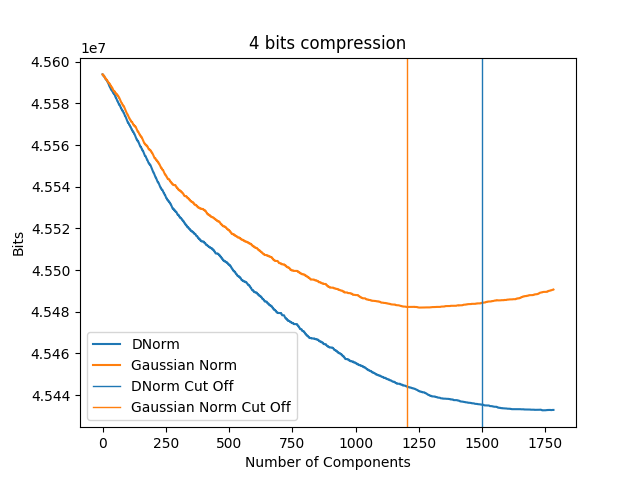 4 bits compression
1e7
4.560
4.558
4.556
4.554
4.552
4.550
4.548
4.546
4.544
Bits
DNorm
Gaussian Norm
DNorm Cut Off
Gaussian Norm Cut Off
0 250 500 750 1000 1250 1500 1750
Number of Components